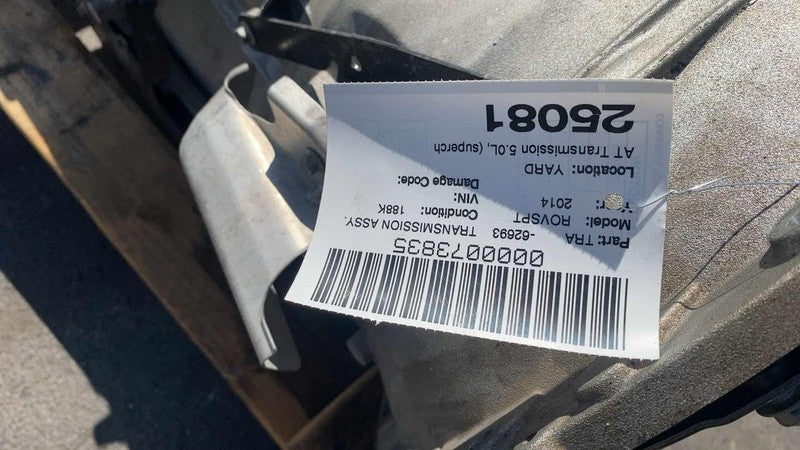 0000073835
Part: TRA -62693 TRANSMISSION ASSY.
Model: ROVSPT Condition: 188K
Year: 2014 VIN:
Location: YARD Damage Code:
AT Transmission 5.0L, (superch
25081